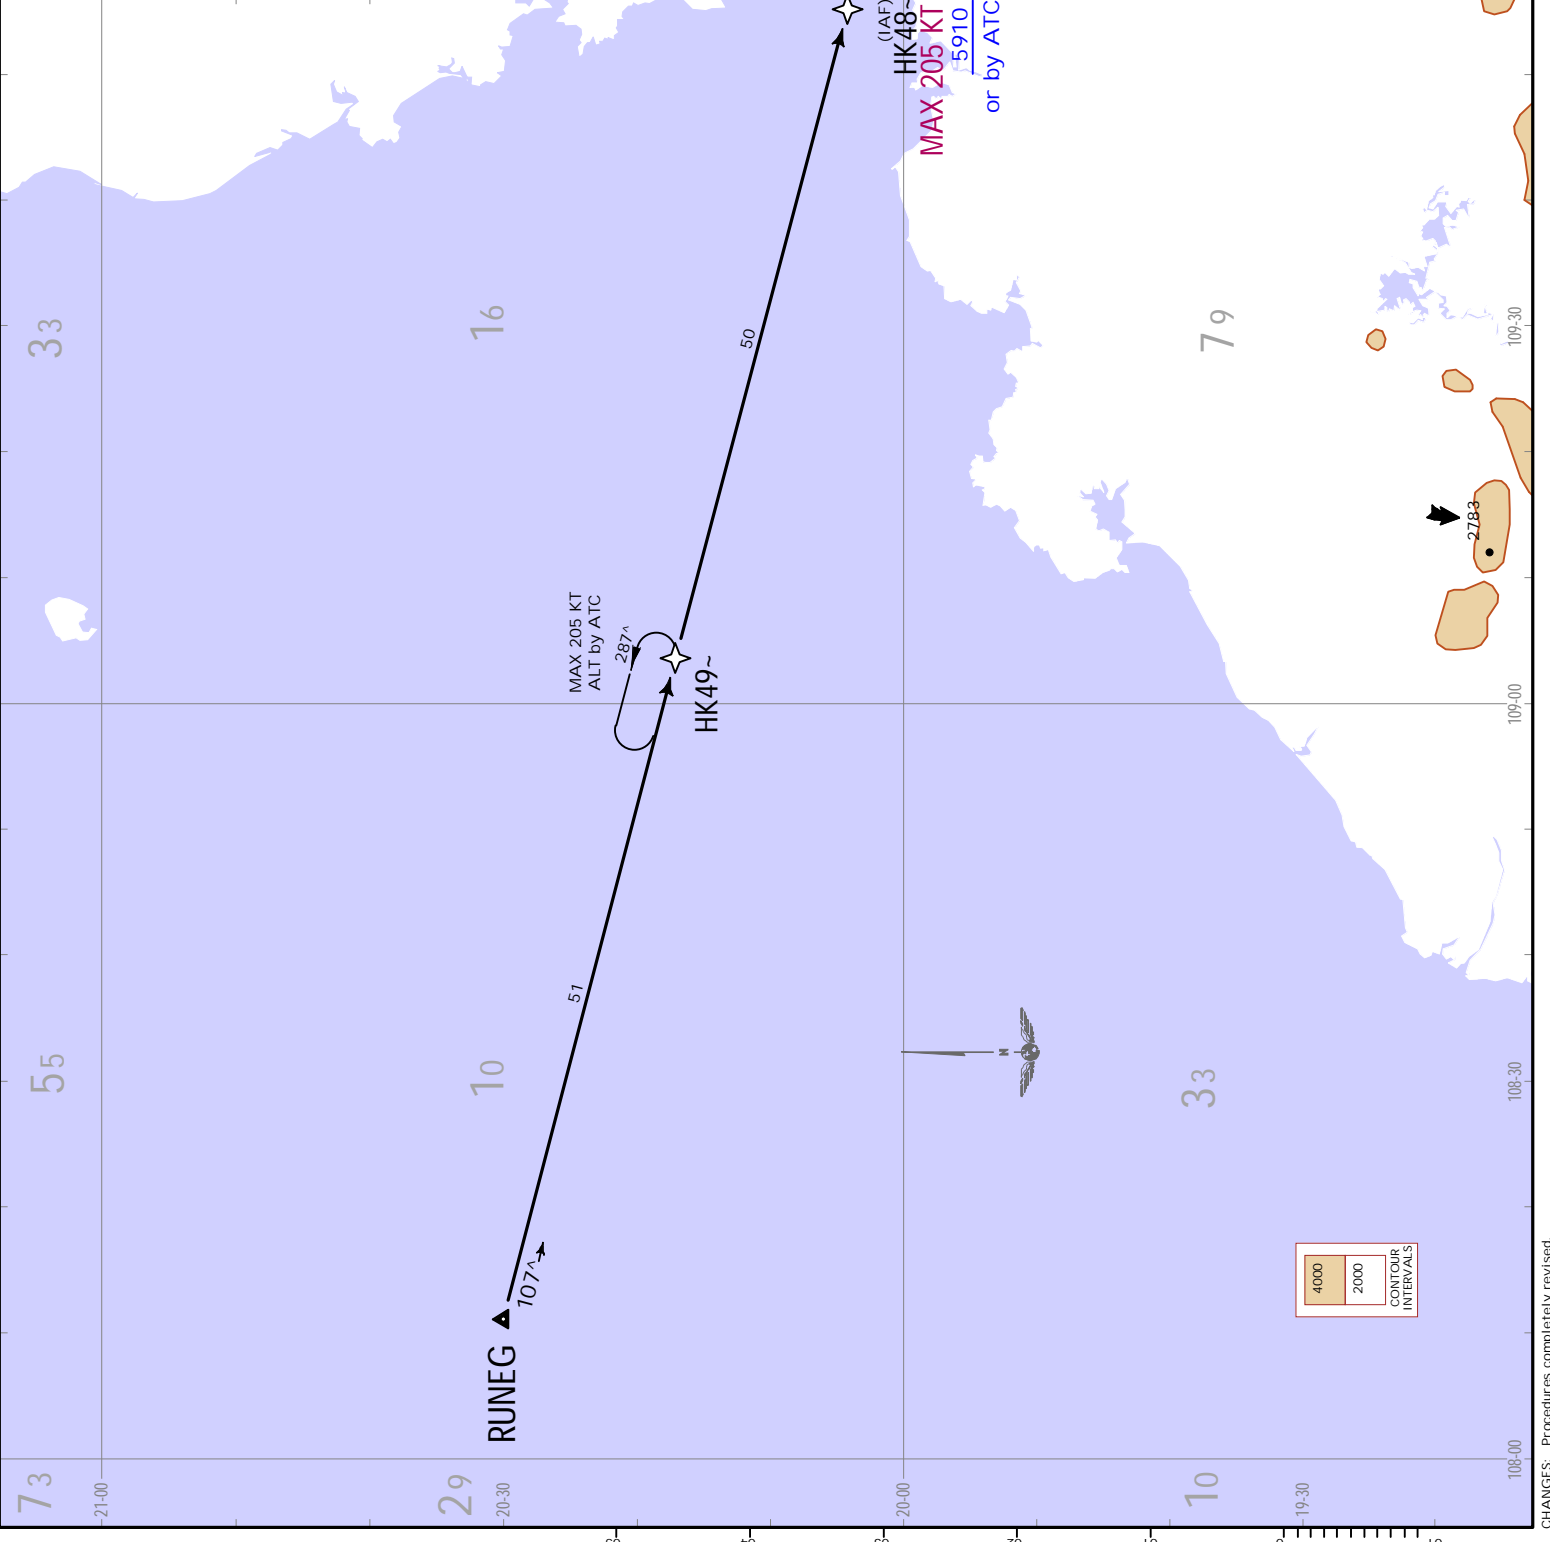 33
16
79
55
10
33
73
29
10
(IAF)
HK48~
MAX 205 KT
5910
or by ATC
50
MAX 205 KT
ALT by ATC
287^
HK49~
51
107^
RUNEG
2783
N
4000
2000
CONTOUR
INTERVALS
21-00
20-30
20-00
19-30
109-30
109-00
108-30
108-00
CHANGES: Procedures completely revised.